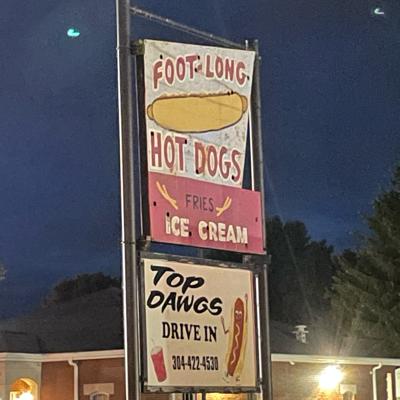 FOOT-LONG
HOT DOGS
FRIES
ICE CREAM
TOP
DAWGS
DRIVE IN
304-422-4530